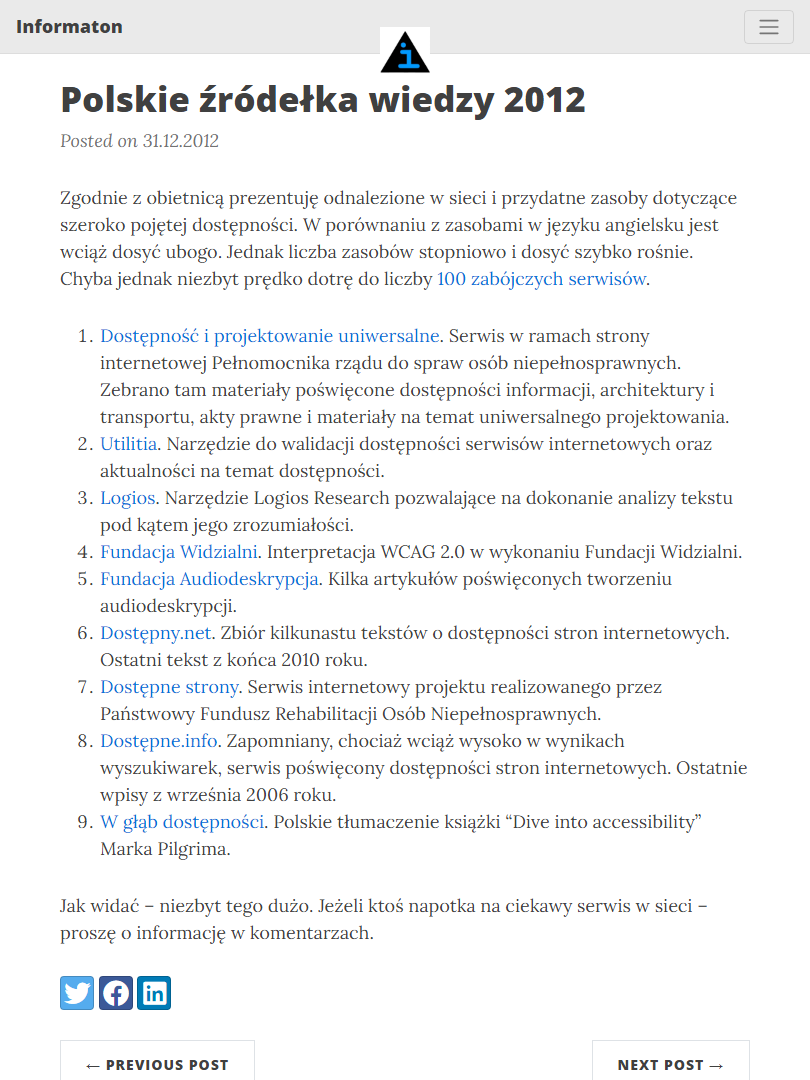 Informaton
Polskie źródełka wiedzy 2012
Posted on 31.12.2012
Zgodnie z obietnicą prezentuję odnalezione w sieci i przydatne zasoby dotyczące
szeroko pojętej dostępności. W porównaniu z zasobami w języku angielsku jest
wciąż dosyć ubogo. Jednak liczba zasobów stopniowo i dosyć szybko rośnie.
Chyba jednak niezbyt prędko dotrę do liczby 100 zabójczych serwisów.
1. Dostępność i projektowanie uniwersalne. Serwis w ramach strony
internetowej Pełnomocnika rządu do spraw osób niepełnosprawnych.
Zebrano tam materiały poświęcone dostępności informacji, architektury i
transportu, akty prawne i materiały na temat uniwersalnego projektowania.
2. Utilitia. Narzędzie do walidacji dostępności serwisów internetowych oraz
aktualności na temat dostępności.
3. Logios. Narzędzie Logios Research pozwalające na dokonanie analizy tekstu
pod kątem jego zrozumiałości.
4. Fundacja Widzialni. Interpretacja WCAG 2.0 w wykonaniu Fundacji Widzialni.
5. Fundacja Audiodeskrypcja. Kilka artykułów poświęconych tworzeniu
audiodeskrypcji.
6. Dostępny.net. Zbiór kilkunastu tekstów o dostępności stron internetowych.
Ostatni tekst z końca 2010 roku.
7. Dostępne strony. Serwis internetowy projektu realizowanego przez
Państwowy Fundusz Rehabilitacji Osób Niepełnosprawnych.
8. Dostępne.info. Zapomniany, chociaż wciąż wysoko w wynikach
wyszukiwarek, serwis poświęcony dostępności stron internetowych. Ostatnie
wpisy z września 2006 roku.
9. W głąb dostępności. Polskie tłumaczenie książki “Dive into accessibility”
Marka Pilgrima.
Jak widać – niezbyt tego dużo. Jeżeli ktoś napotka na ciekawy serwis w sieci –
proszę o informację w komentarzach.
← PREVIOUS POST
NEXT POST →